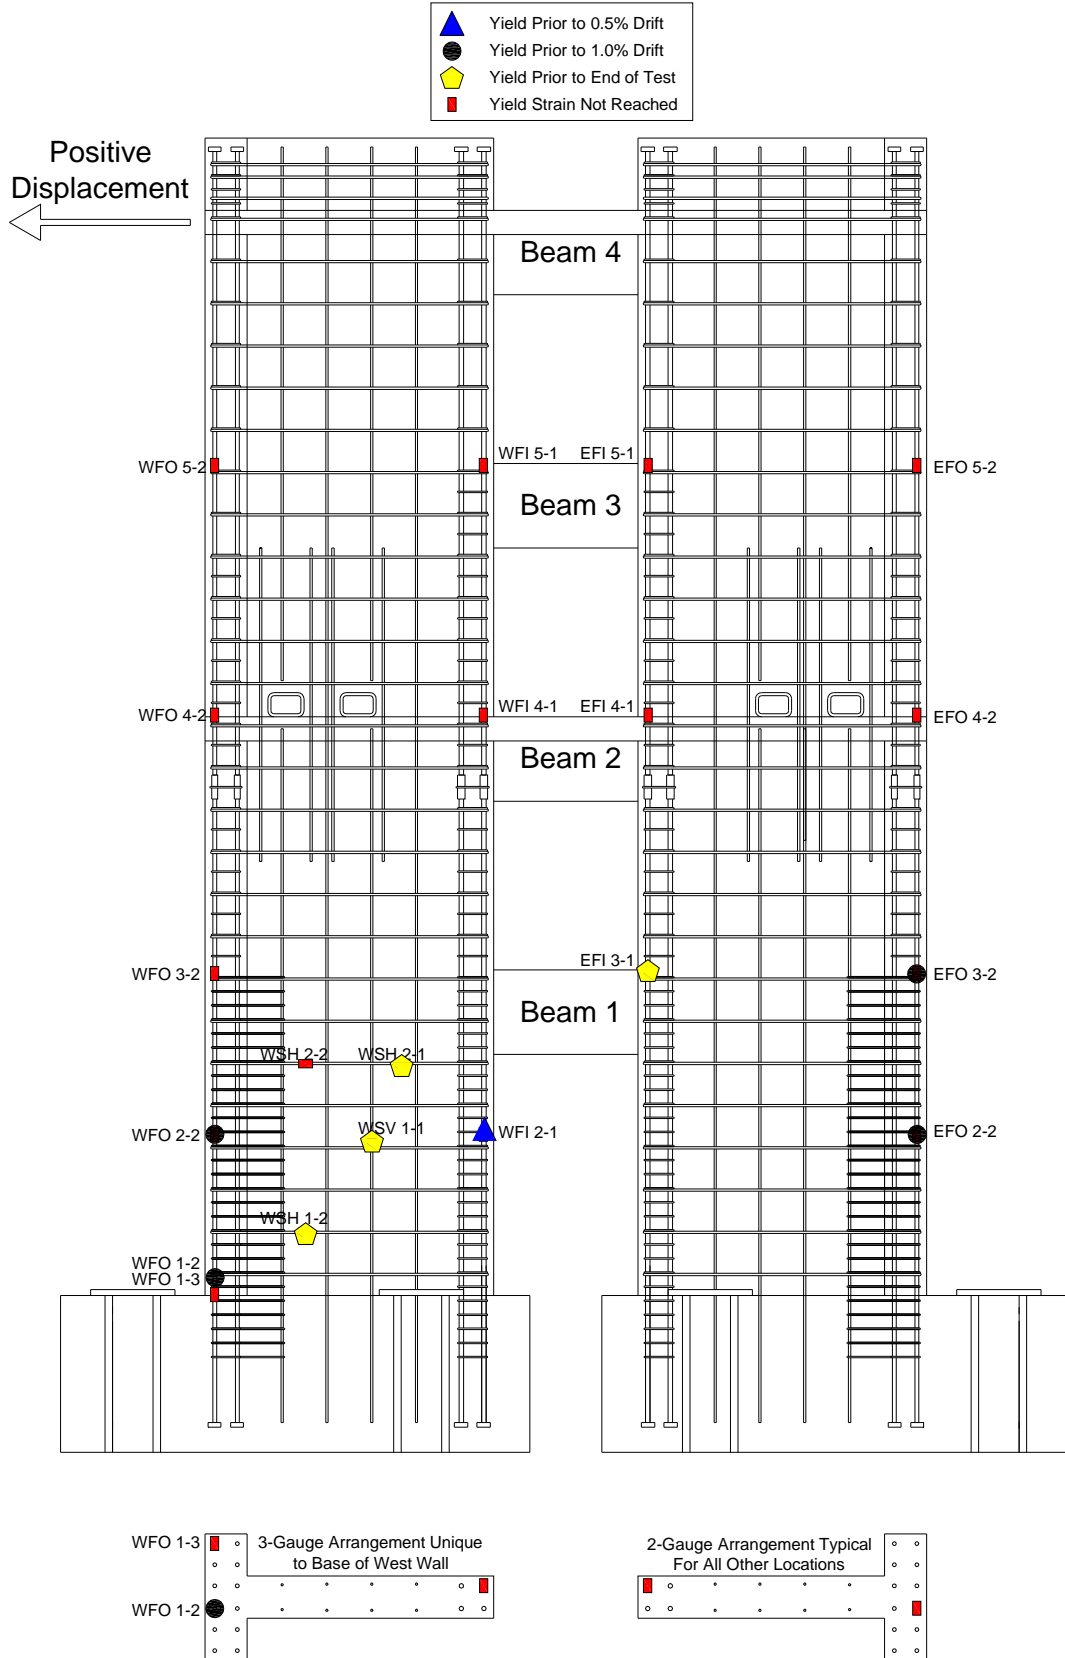 Yield Prior to 0.5% Drift
Yield Prior to 1.0% Drift
Yield Prior to End of Test
Yield Strain Not Reached
Positive
Displacement
Beam 4
WFO 5-2
WFI 5-1
EFI 5-1
EFO 5-2
Beam 3
WFO 4-2
WFI 4-1
EFI 4-1
EFO 4-2
Beam 2
WFO 3-2
EFI 3-1
EFO 3-2
Beam 1
WSH 2-2
WSH 2-1
WFO 2-2
WSV 1-1
WFI 2-1
EFO 2-2
WSH 1-2
WFO 1-2
WFO 1-3
WFO 1-3
3-Gauge Arrangement Unique
to Base of West Wall
2-Gauge Arrangement Typical
For All Other Locations
WFO 1-2